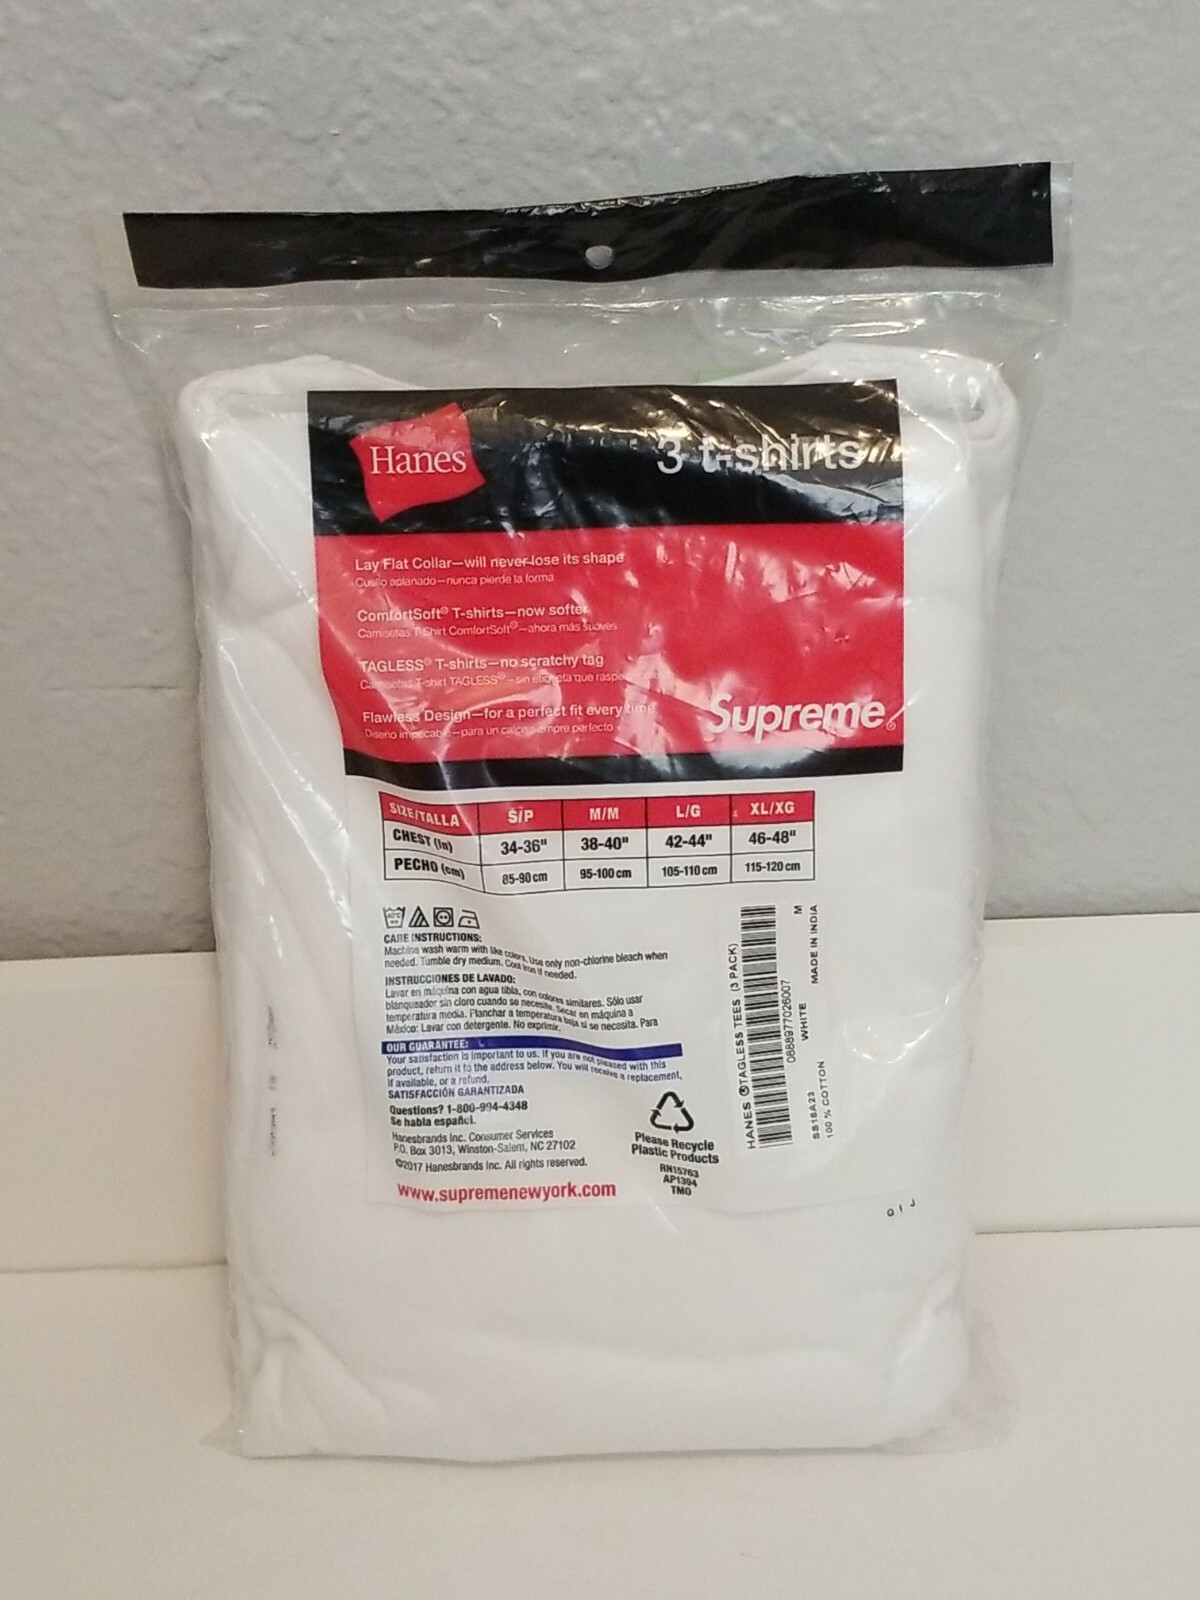 Hanes
3 t-shirts
Lay Flat Collar—will never lose its shape
Cuello aplanado—nunca pierde la forma
ComfortSoft® T-shirts—now softer
Camisetas T-Shirt ComfortSoft®—ahora más suaves
TAGLESS® T-shirts—no scratchy tag
Camisetas T-shirt TAGLESS®—sin etiqueta que raspe
Flawless Design—for a perfect fit every time
Diseño impecable—para un calce siempre perfecto
Supreme®
SIZE/TALLA S/P M/M L/G XL/XG
CHEST (in) 34-36" 38-40" 42-44" 46-48"
PECHO (cm) 85-90 cm 95-100 cm 105-110 cm 115-120 cm
40°C
CARE INSTRUCTIONS:
Machine wash warm with like colors. Use only non-chlorine bleach when
needed. Tumble dry medium. Cool iron if needed.
INSTRUCCIONES DE LAVADO:
Lavar en máquina con agua tibia, con colores similares. Sólo usar
blanqueador sin cloro cuando se necesite. Secar en máquina a
temperatura media. Planchar a temperatura baja si se necesita. Para
México: Lavar con detergente. No exprimir.
OUR GUARANTEE:
Your satisfaction is important to us. If you are not pleased with this
product, return it to the address below. You will receive a replacement,
if available, or a refund.
SATISFACCIÓN GARANTIZADA
Questions? 1-800-994-4348
Se habla español.
Hanesbrands Inc. Consumer Services
P.O. Box 3013, Winston-Salem, NC 27102
©2017 Hanesbrands Inc. All rights reserved.
www.supremenewyork.com
Please Recycle
Plastic Products
RN15763
AP1394
TMO
HANES ® TAGLESS TEES (3 PACK)
0888977026007
WHITE M
SS18A23
100 % COTTON MADE IN INDIA